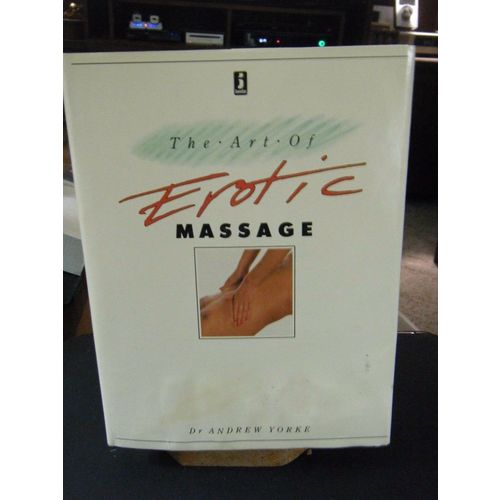 The · Art · Of
Erotic
MASSAGE
Dr ANDREW YORKE